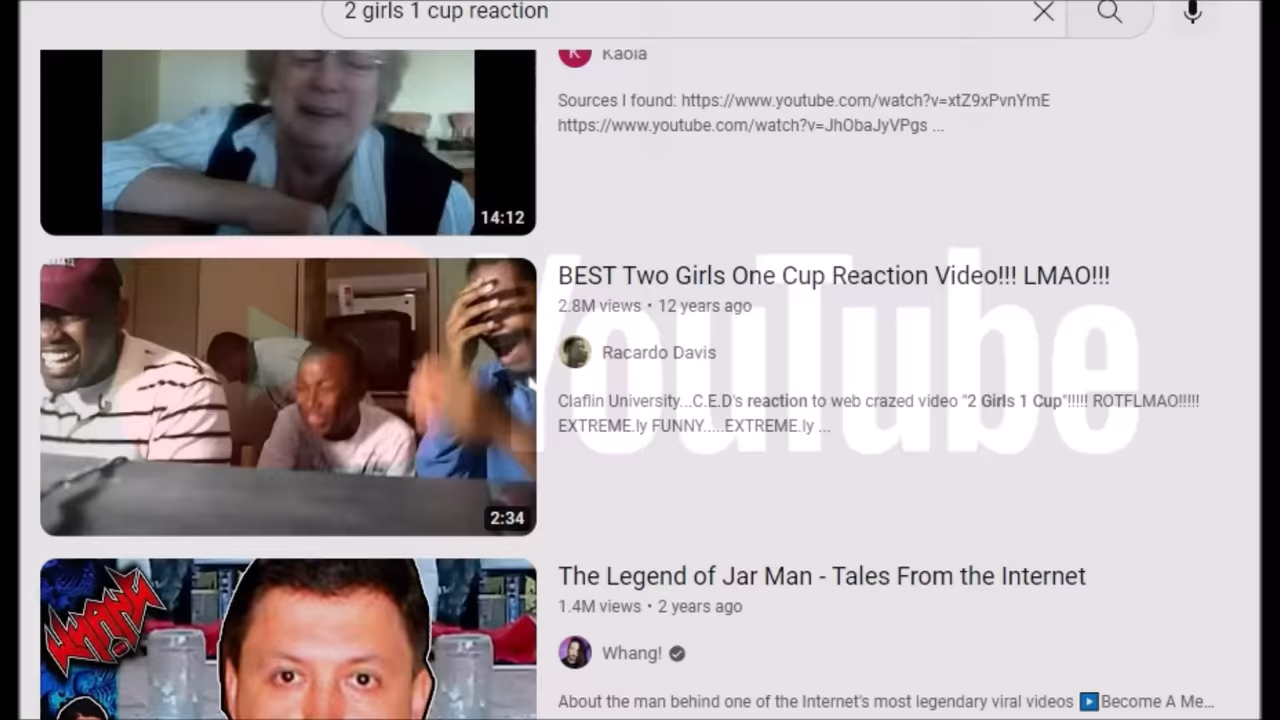 2 girls 1 cup reaction
K
Kaola
Sources I found: https://www.youtube.com/watch?v=xtZ9xPvnYmE
https://www.youtube.com/watch?v=JhObaJyVPgs ...
14:12
BEST Two Girls One Cup Reaction Video!!! LMAO!!!
2.8M views • 12 years ago
Racardo Davis
YouTube
Claflin University...C.E.D's reaction to web crazed video "2 Girls 1 Cup"!!!!! ROTFLMAO!!!!!
EXTREME.ly FUNNY.....EXTREME.ly ...
2:34
WHANG!
The Legend of Jar Man - Tales From the Internet
1.4M views • 2 years ago
Whang!
About the man behind one of the Internet's most legendary viral videos ▶Become A Me...